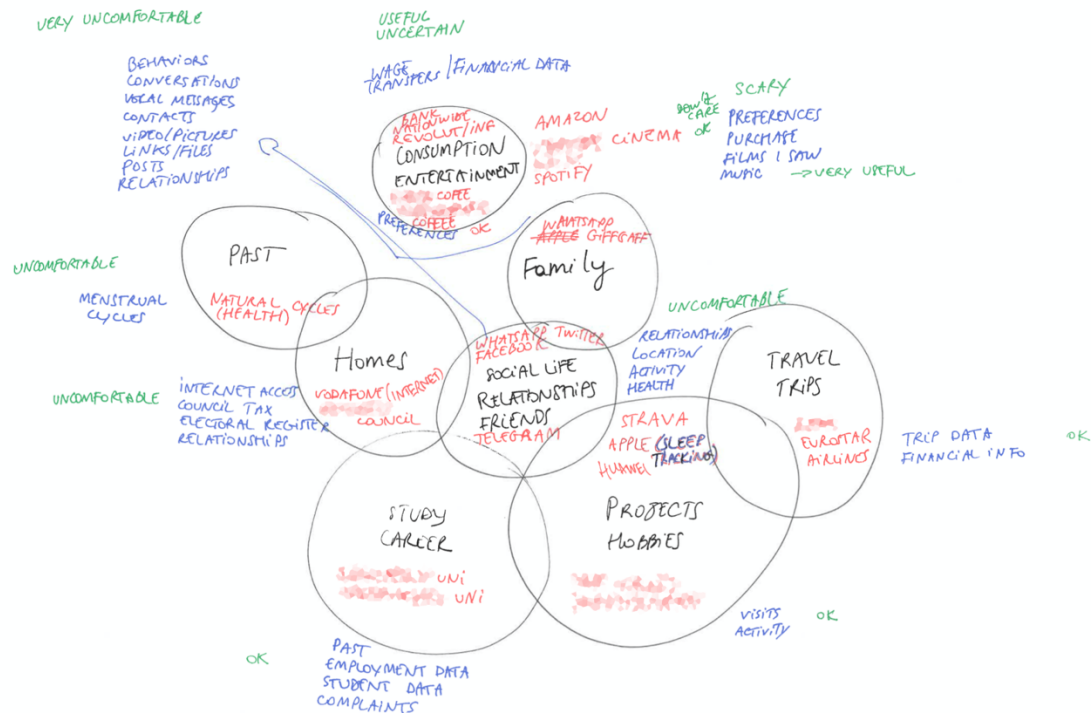 VERY UNCOMFORTABLE
BEHAVIORS
CONVERSATIONS
VOCAL MESSAGES
CONTACTS
VIDEO/PICTURES
LINKS/FILES
POSTS
RELATIONSHIPS
USEFUL
UNCERTAIN
WAGE
TRANSFERS / FINANCIAL DATA
BANK
NATIONWIDE
REVOLUT/ING
CONSUMPTION
ENTERTAINMENT
COFEE
COFFEE
PREFERENCES OK
AMAZON
CINEMA
SPOTIFY
DON'T
CARE
OK
SCARY
PREFERENCES
PURCHASE
FILMS I SAW
MUSIC → VERY USEFUL
PAST
NATURAL CYCLES
(HEALTH)
UNCOMFORTABLE
MENSTRUAL
CYCLES
WHATSAPP
APPLE GIFFGAFF
Family
Homes
VODAFONE (INTERNET)
COUNCIL
UNCOMFORTABLE
INTERNET ACCES
COUNCIL TAX
ELECTORAL REGISTER
RELATIONSHIPS
WHATSAPP TWITTER
FACEBOOK
SOCIAL LIFE
RELATIONSHIPS
FRIENDS
TELEGRAM
UNCOMFORTABLE
RELATIONSHIPS
LOCATION
ACTIVITY
HEALTH
TRAVEL
TRIPS
EUROSTAR
AIRLINES
TRIP DATA
FINANCIAL INFO
OK
STRAVA
APPLE (SLEEP
TRACKING)
HUAWEI
PROJECTS
HOBBIES
VISITS
ACTIVITY
OK
STUDY
CAREER
UNI
UNI
OK
PAST
EMPLOYMENT DATA
STUDENT DATA
COMPLAINTS